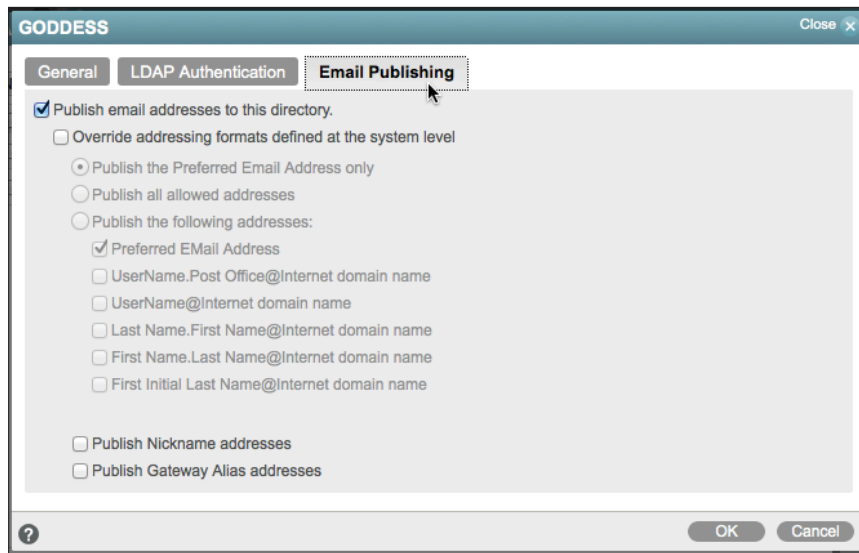 GODDESS
Close
General LDAP Authentication Email Publishing
Publish email addresses to this directory.
Override addressing formats defined at the system level
Publish the Preferred Email Address only
Publish all allowed addresses
Publish the following addresses:
Preferred EMail Address
UserName.Post Office@Internet domain name
UserName@Internet domain name
Last Name.First Name@Internet domain name
First Name.Last Name@Internet domain name
First Initial Last Name@Internet domain name
Publish Nickname addresses
Publish Gateway Alias addresses
? OK Cancel